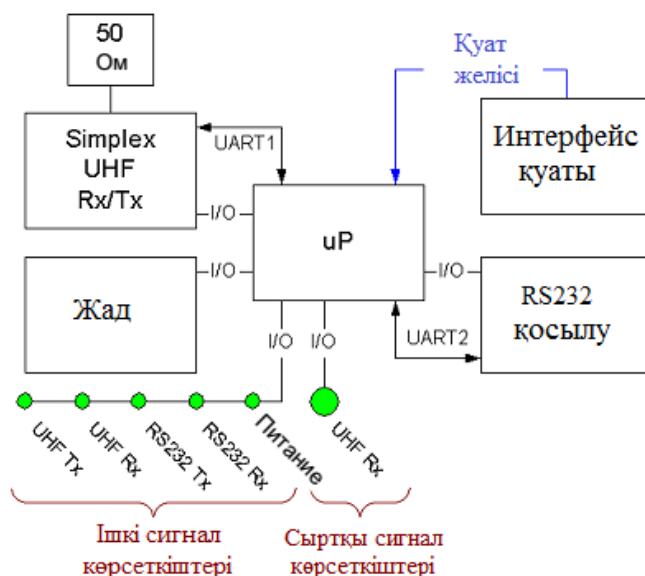 50
Ом
Қуат
желісі
Simplex
UHF
Rx/Tx
UART1
Интерфейс
қуаты
I/O
uP
I/O
I/O
Жад
RS232
қосылу
I/O
I/O
UART2
UHF Tx
UHF Rx
RS232 Tx
RS232 Rx
Питание
UHF Rx
Ішкі сигнал
көрсеткіштері
Сыртқы сигнал
көрсеткіштері